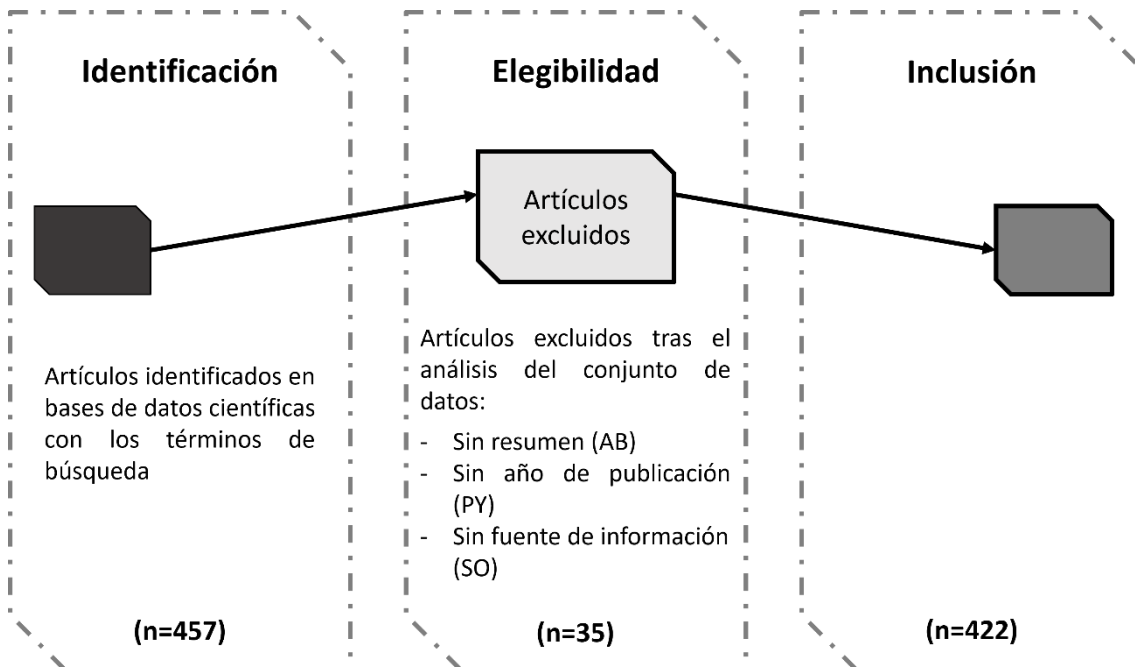 Identificación
Artículos identificados en
bases de datos científicas
con los términos de
búsqueda
(n=457)
Elegibilidad
Artículos
excluidos
Artículos excluidos tras el
análisis del conjunto de
datos:
- Sin resumen (AB)
- Sin año de publicación
(PY)
- Sin fuente de información
(SO)
(n=35)
Inclusión
(n=422)